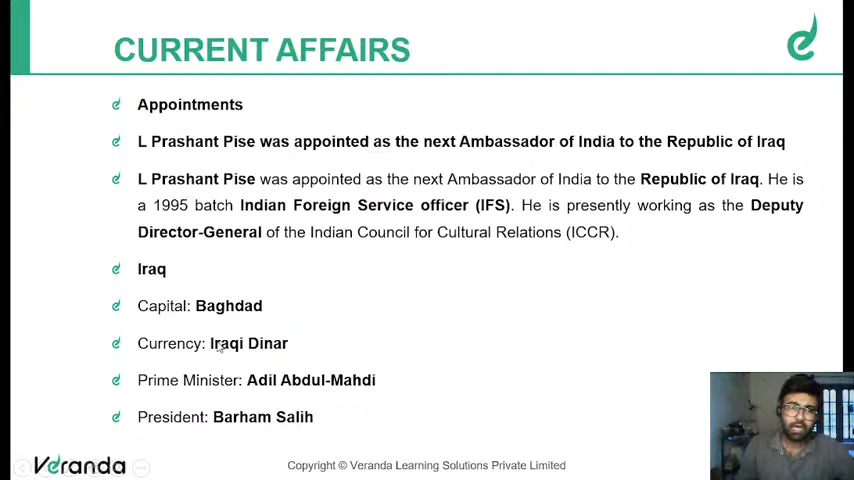 CURRENT AFFAIRS
Appointments
L Prashant Pise was appointed as the next Ambassador of India to the Republic of Iraq
L Prashant Pise was appointed as the next Ambassador of India to the Republic of Iraq. He is
a 1995 batch Indian Foreign Service officer (IFS). He is presently working as the Deputy
Director-General of the Indian Council for Cultural Relations (ICCR).
Iraq
Capital: Baghdad
Currency: Iraqi Dinar
Prime Minister: Adil Abdul-Mahdi
President: Barham Salih
Veranda
Copyright © Veranda Learning Solutions Private Limited